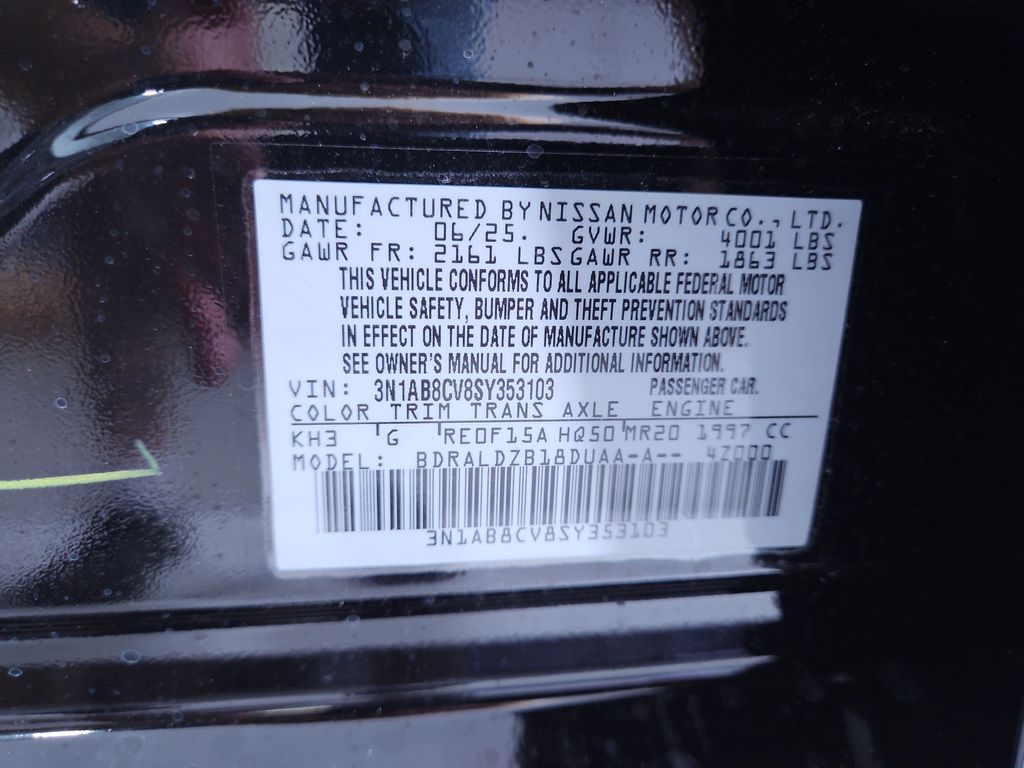 MANUFACTURED BY NISSAN MOTOR CO., LTD.
DATE: 06/25. GVWR: 4001 LBS
GAWR FR: 2161 LBS GAWR RR: 1863 LBS
THIS VEHICLE CONFORMS TO ALL APPLICABLE FEDERAL MOTOR
VEHICLE SAFETY, BUMPER AND THEFT PREVENTION STANDARDS
IN EFFECT ON THE DATE OF MANUFACTURE SHOWN ABOVE.
SEE OWNER'S MANUAL FOR ADDITIONAL INFORMATION.
VIN: 3N1AB8CV8SY353103 PASSENGER CAR.
COLOR TRIM TRANS AXLE ENGINE
KH3 G RE0F15A HQ50 MR20 1997 CC
MODEL: BDRALDZB18DUAA-A-- 4Z000
3N1AB8CV8SY353103